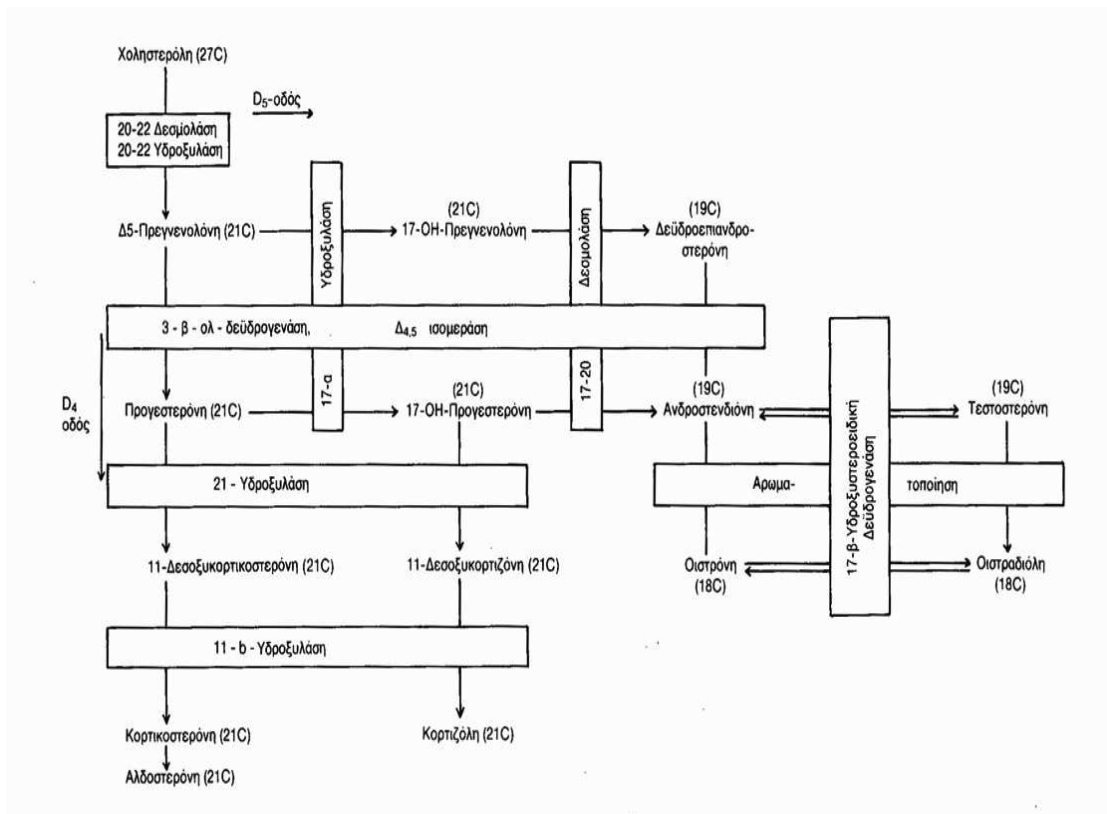 Χοληστερόλη (27C)
D₅-οδός
20-22 Δεσμολάση
20-22 Υδροξυλάση
Δ5-Πρεγνενολόνη (21C)
17-α Υδροξυλάση
(21C)
17-ΟΗ-Πρεγνενολόνη
17-20 Δεσμολάση
(19C)
Δεϋδροεπιανδρο-
στερόνη
3 - β - ολ - δεϋδρογενάση, Δ₄,₅ ισομεράση
D₄
οδός
Προγεστερόνη (21C)
(21C)
17-ΟΗ-Προγεστερόνη
(19C)
Ανδροστενδιόνη
17-β-Υδροξυστεροειδική
Δεϋδρογενάση
(19C)
Τεστοστερόνη
21 - Υδροξυλάση
Αρωμα- τοποίηση
11-Δεσοξυκορτικοστερόνη (21C)
11-Δεσοξυκορτιζόνη (21C)
Οιστρόνη
(18C)
Οιστραδιόλη
(18C)
11 - b - Υδροξυλάση
Κορτικοστερόνη (21C)
Κορτιζόλη (21C)
Αλδοστερόνη (21C)